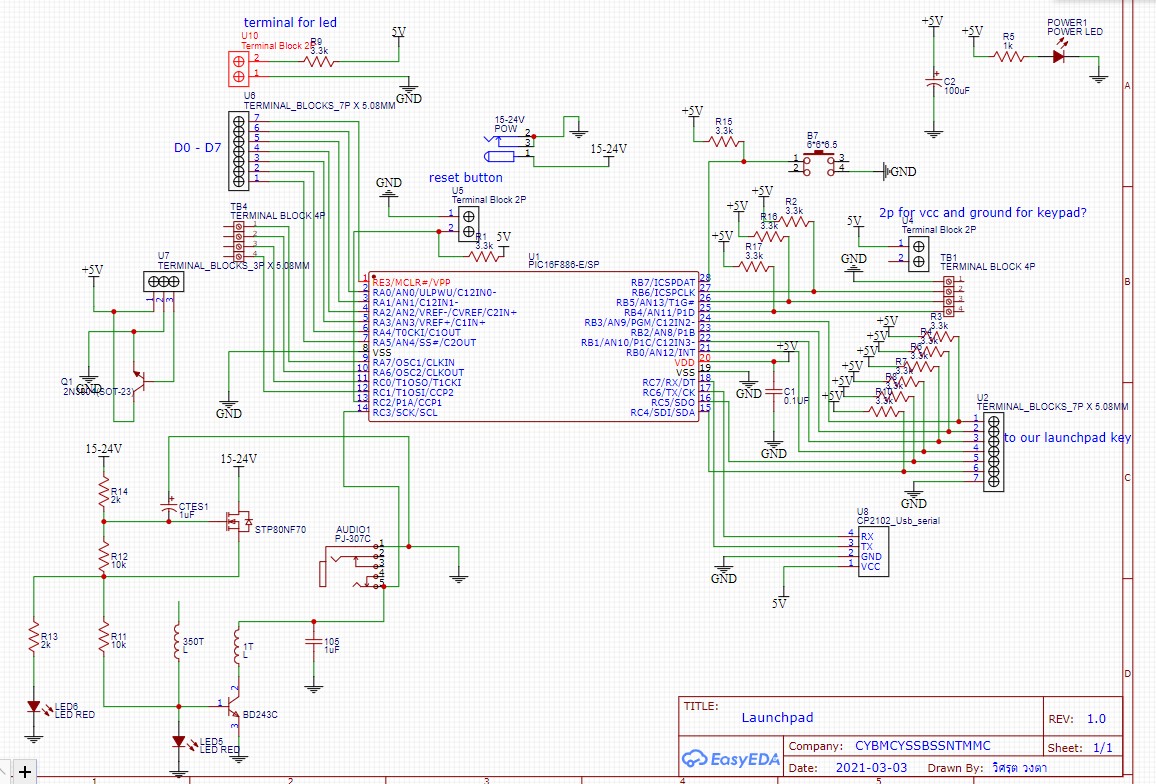 terminal for led
U10
Terminal Block 2P
2
1
R9
3.3k
5V
GND
U6
TERMINAL_BLOCKS_7P X 5.08MM
D0 - D7
7
6
5
4
3
2
1
TB4
TERMINAL BLOCK 4P
1
2
3
4
U7
TERMINAL_BLOCKS_3P X 5.08MM
+5V
1
2
3
Q1
2N3904(SOT-23)
GND
GND
GND
reset button
U5
Terminal Block 2P
1
2
R1
3.3k
5V
15-24V
POW
2
3
1
15-24V
+5V
R15
3.3k
B7
6*6*6.5
1
2
3
4
GND
+5V
C2
100uF
+5V
R5
1k
POWER1
POWER LED
A
B
C
D
U1
PIC16F886-E/SP
1 RE3/MCLR#/VPP
2 RA0/AN0/ULPWU/C12IN0-
3 RA1/AN1/C12IN1-
4 RA2/AN2/VREF-/CVREF/C2IN+
5 RA3/AN3/VREF+/C1IN+
6 RA4/T0CKI/C1OUT
7 RA5/AN4/SS#/C2OUT
8 VSS
9 RA7/OSC1/CLKIN
10 RA6/OSC2/CLKOUT
11 RC0/T1OSO/T1CKI
12 RC1/T1OSI/CCP2
13 RC2/P1A/CCP1
14 RC3/SCK/SCL
RB7/ICSPDAT 28
RB6/ICSPCLK 27
RB5/AN13/T1G# 26
RB4/AN11/P1D 25
RB3/AN9/PGM/C12IN2- 24
RB2/AN8/P1B 23
RB1/AN10/P1C/C12IN3- 22
RB0/AN12/INT 21
VDD 20
VSS 19
RC7/RX/DT 18
RC6/TX/CK 17
RC5/SDO 16
RC4/SDI/SDA 15
+5V
R2
3.3k
+5V
R16
3.3k
+5V
R17
3.3k
2p for vcc and ground for keypad?
5V
U4
Terminal Block 2P
1
2
GND
TB1
TERMINAL BLOCK 4P
1
2
3
4
+5V
R3
3.3k
+5V
R4
3.3k
+5V
R7
3.3k
+5V
3.3k
+5V
3.3k
+5V
+5V
GND
C1
0.1UF
GND
U2
TERMINAL_BLOCKS_7P X 5.08MM
1
2
3
4
5
6
7
to our launchpad key
GND
U8
CP2102_Usb_serial
4 RX
3 TX
2 GND
1 VCC
GND
5V
15-24V
R14
2k
CTES1
1uF
15-24V
STP80NF70
R12
10k
AUDIO1
PJ-307C
1
2
3
4
5
R13
2k
R11
10k
350T
L
1T
L
105
1uF
1
2
3
BD243C
LED6
LED RED
LED5
LED RED
TITLE:
Launchpad
REV: 1.0
EasyEDA
Company: CYBMCYSSBSSNTMMC
Sheet: 1/1
Date: 2021-03-03
Drawn By: วิศรุต วงตา
1
2
3
4
5